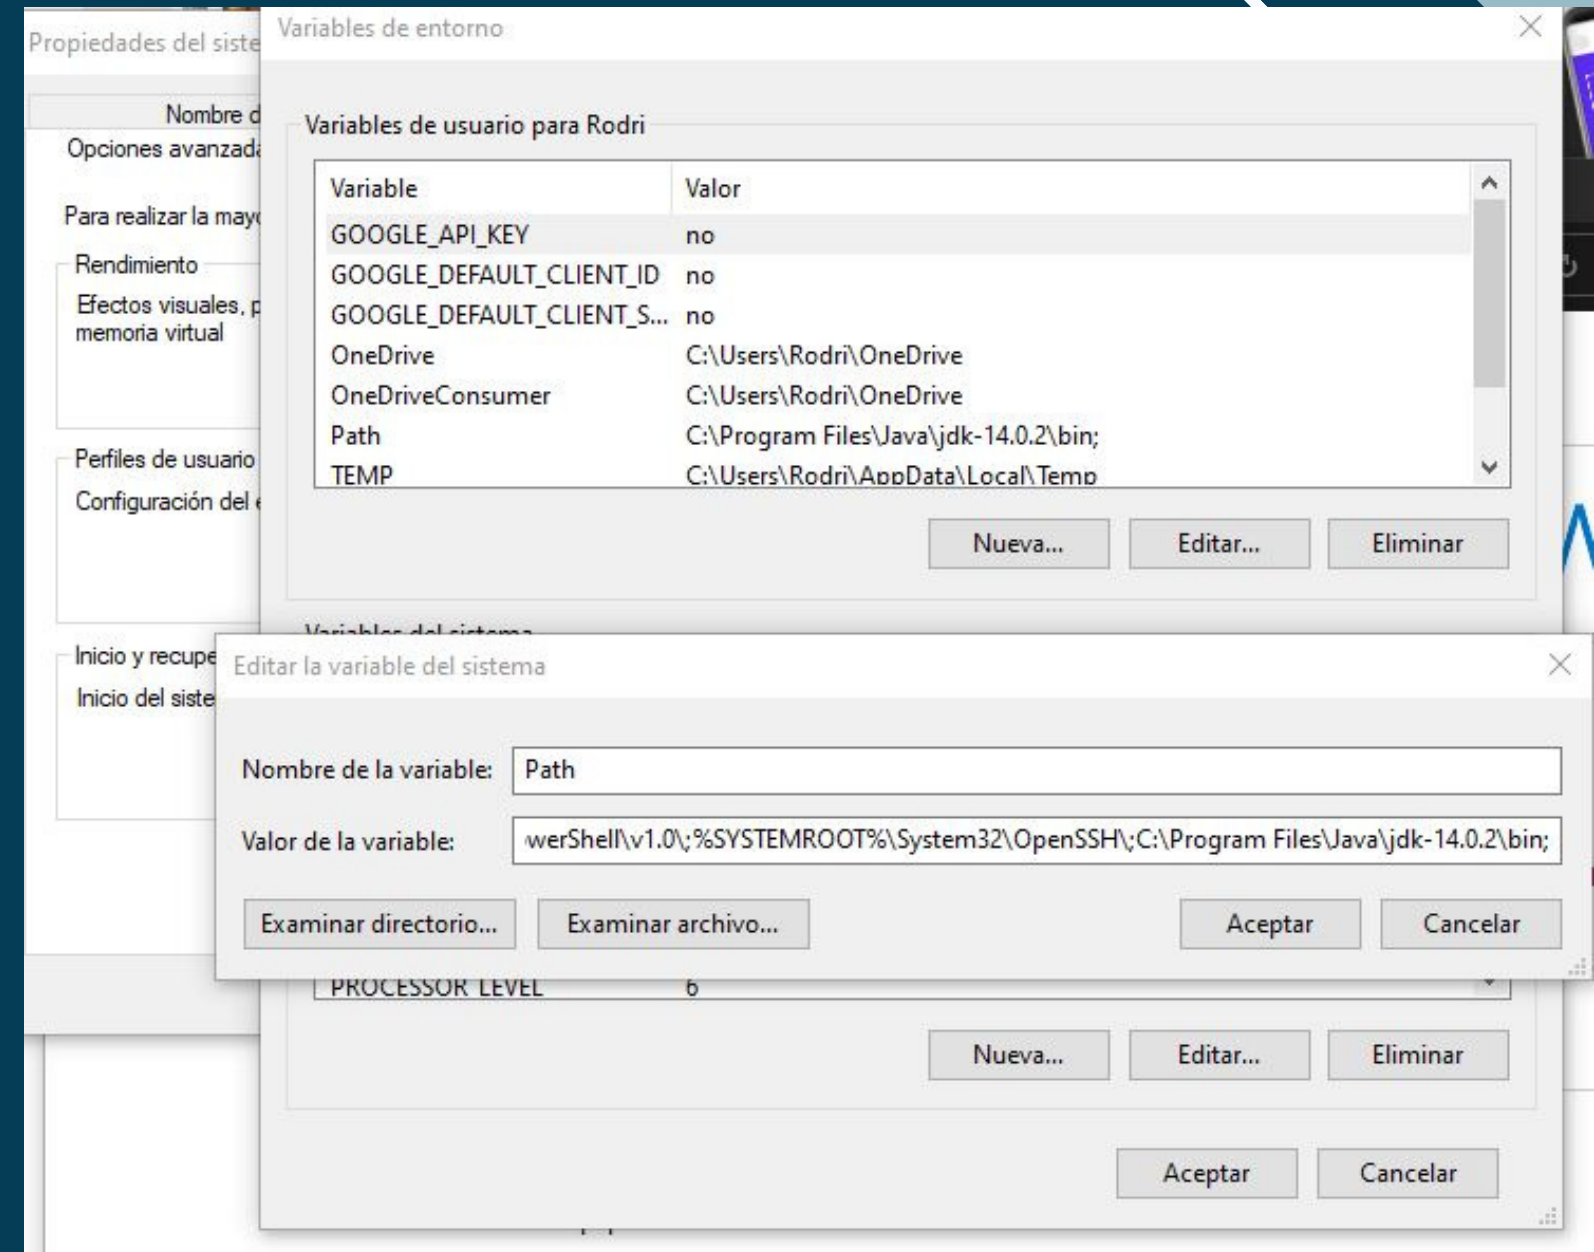 Propiedades del siste
Nombre d
Opciones avanzada
Para realizar la mayo
Rendimiento
Efectos visuales, p
memoria virtual
Perfiles de usuario
Configuración del e
Inicio y recupe
Inicio del siste
Variables de entorno
Variables de usuario para Rodri
Variable Valor
GOOGLE_API_KEY no
GOOGLE_DEFAULT_CLIENT_ID no
GOOGLE_DEFAULT_CLIENT_S... no
OneDrive C:\Users\Rodri\OneDrive
OneDriveConsumer C:\Users\Rodri\OneDrive
Path C:\Program Files\Java\jdk-14.0.2\bin;
TEMP C:\Users\Rodri\AppData\Local\Temp
Nueva... Editar... Eliminar
Variables del sistema
Editar la variable del sistema
Nombre de la variable: Path
Valor de la variable: werShell\v1.0\;%SYSTEMROOT%\System32\OpenSSH\;C:\Program Files\Java\jdk-14.0.2\bin;
Examinar directorio... Examinar archivo... Aceptar Cancelar
PROCESSOR_LEVEL 6
Nueva... Editar... Eliminar
Aceptar Cancelar